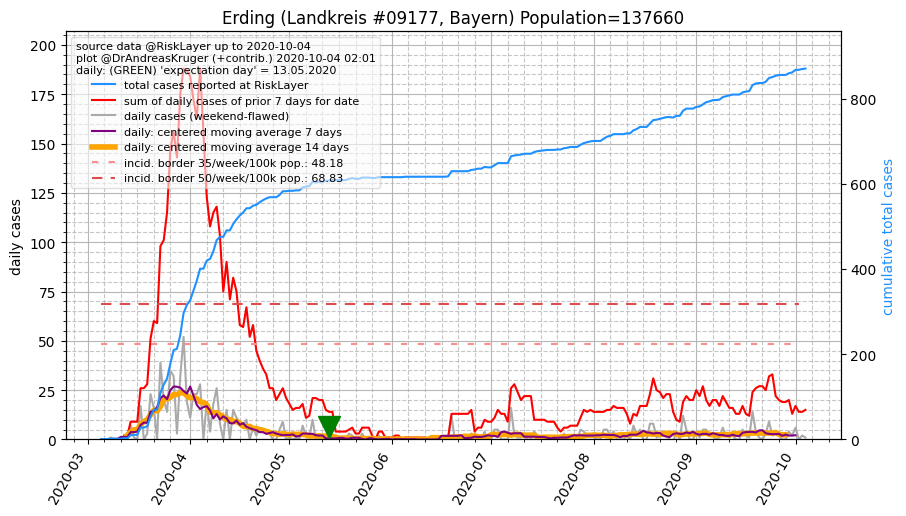 Erding (Landkreis #09177, Bayern) Population=137660
source data @RiskLayer up to 2020-10-04
plot @DrAndreasKruger (+contrib.) 2020-10-04 02:01
daily: (GREEN) 'expectation day' = 13.05.2020
total cases reported at RiskLayer
sum of daily cases of prior 7 days for date
daily cases (weekend-flawed)
daily: centered moving average 7 days
daily: centered moving average 14 days
incid. border 35/week/100k pop.: 48.18
incid. border 50/week/100k pop.: 68.83
daily cases
200
175
150
125
100
75
50
25
0
cumulative total cases
800
600
400
200
0
2020-03
2020-04
2020-05
2020-06
2020-07
2020-08
2020-09
2020-10